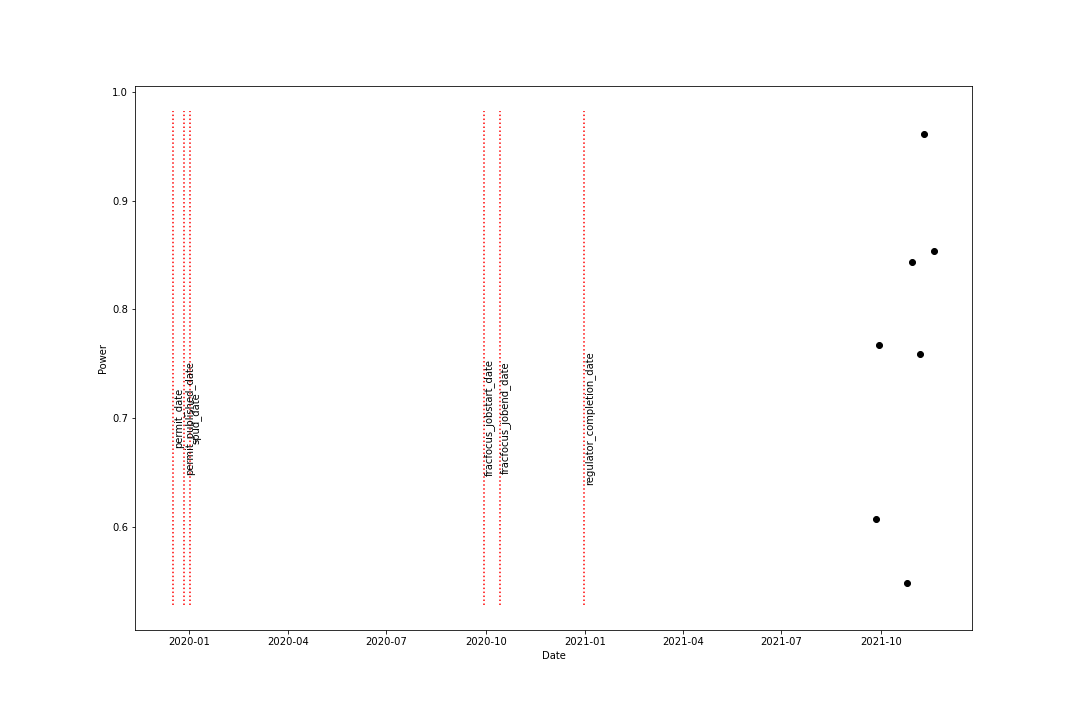 1.0
0.9
0.8
0.7
0.6
Power
permit_date
permit_published_date
spud_date
fracfocus_jobstart_date
fracfocus_jobend_date
regulator_completion_date
2020-01 2020-04 2020-07 2020-10 2021-01 2021-04 2021-07 2021-10
Date